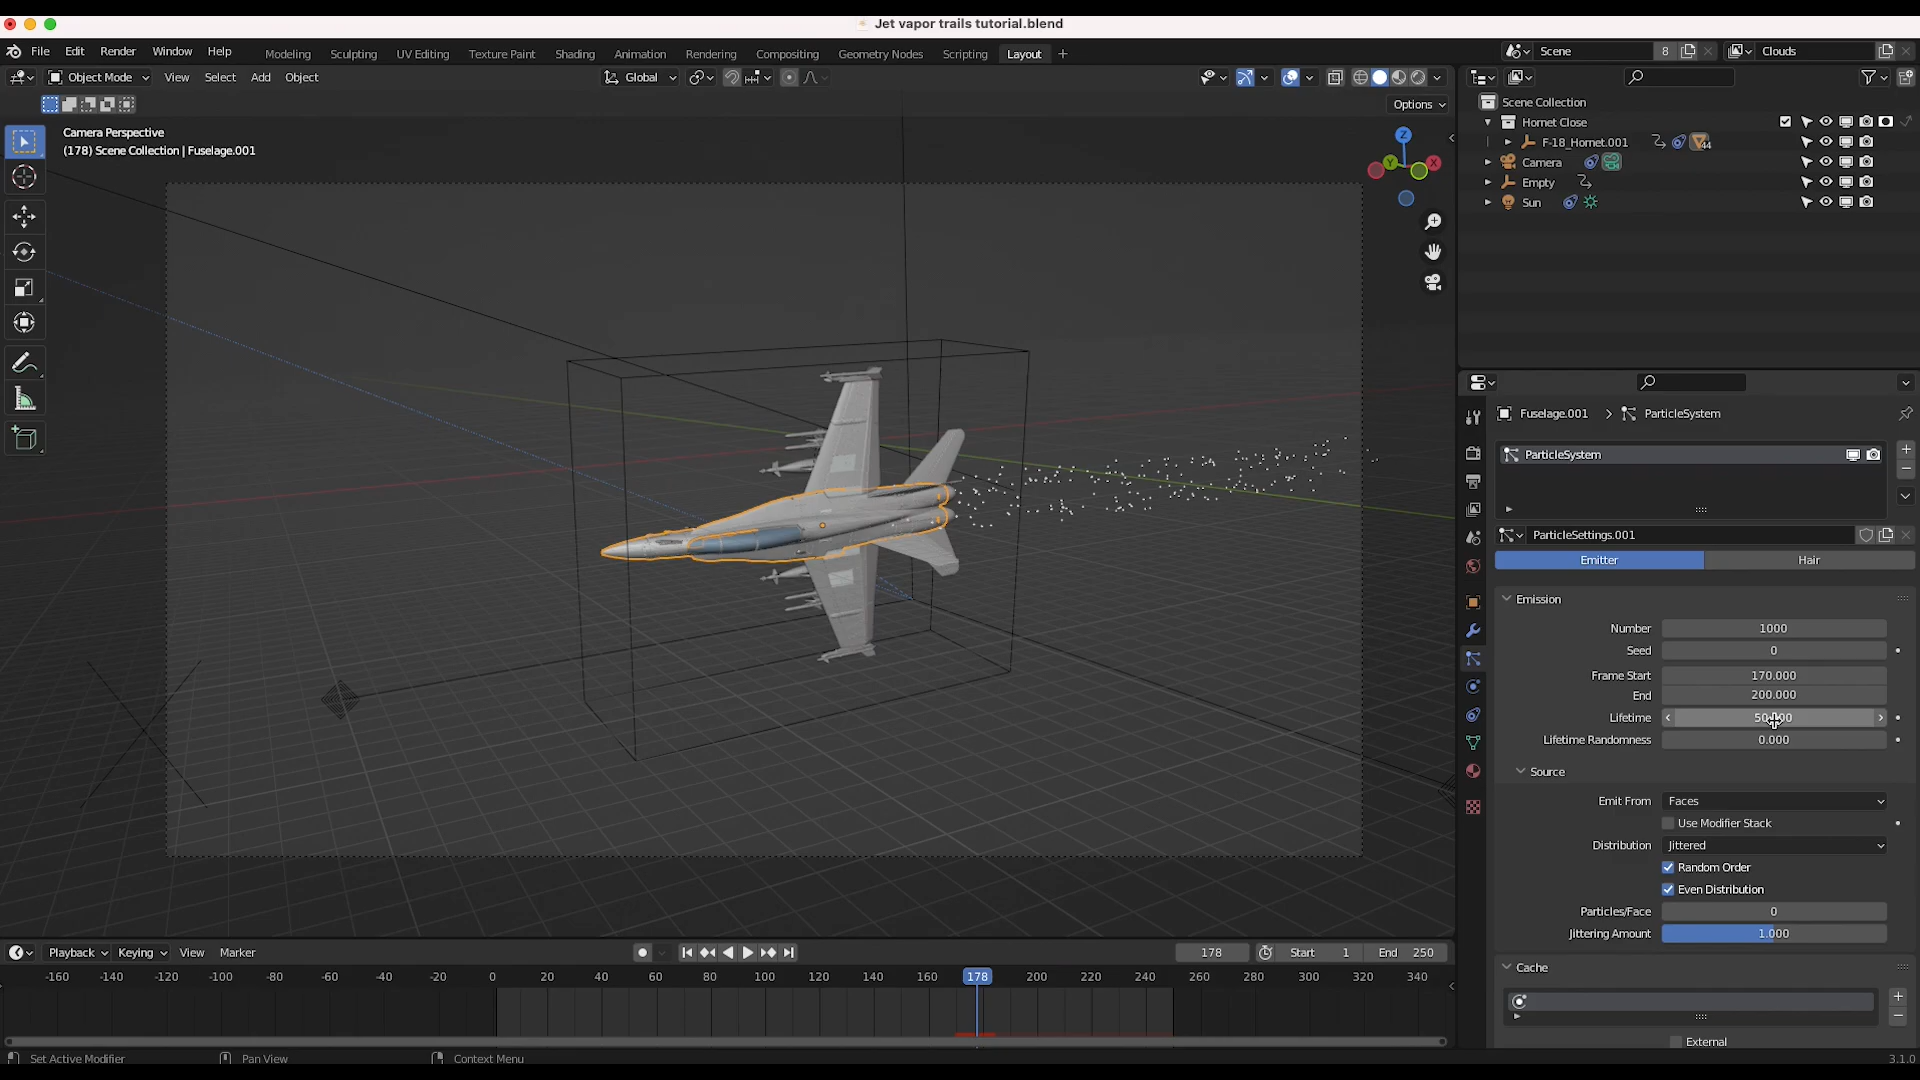 Jet vapor trails tutorial.blend
File Edit Render Window Help Modeling Sculpting UV Editing Texture Paint Shading Animation Rendering Compositing Geometry Nodes Scripting Layout + Scene 8 Clouds
Object Mode View Select Add Object Global
Options
Camera Perspective
(178) Scene Collection | Fuselage.001
Z
Y X
Scene Collection
Hornet Close
F-18_Hornet.001 44
Camera
Empty
Sun
Fuselage.001 > ParticleSystem
ParticleSystem
ParticleSettings.001
Emitter Hair
Emission
Number 1000
Seed 0
Frame Start 170.000
End 200.000
Lifetime
Lifetime Randomness 0.000
Source
Emit From Faces
Use Modifier Stack
Distribution Jittered
Random Order
Even Distribution
Particles/Face 0
Jittering Amount 1.000
Cache
External
Playback Keying View Marker 178 Start 1 End 250
-160 -140 -120 -100 -80 -60 -40 -20 0 20 40 60 80 100 120 140 160 178 200 220 240 260 280 300 320 340
Set Active Modifier Pan View Context Menu 3.1.0